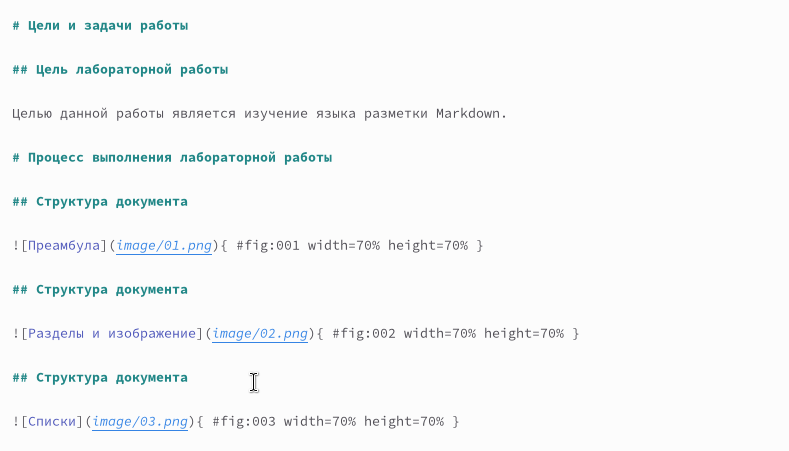 # Цели и задачи работы
## Цель лабораторной работы
Целью данной работы является изучение языка разметки Markdown.
# Процесс выполнения лабораторной работы
## Структура документа
![Преамбула](image/01.png){ #fig:001 width=70% height=70% }
## Структура документа
![Разделы и изображение](image/02.png){ #fig:002 width=70% height=70% }
## Структура документа
![Списки](image/03.png){ #fig:003 width=70% height=70% }